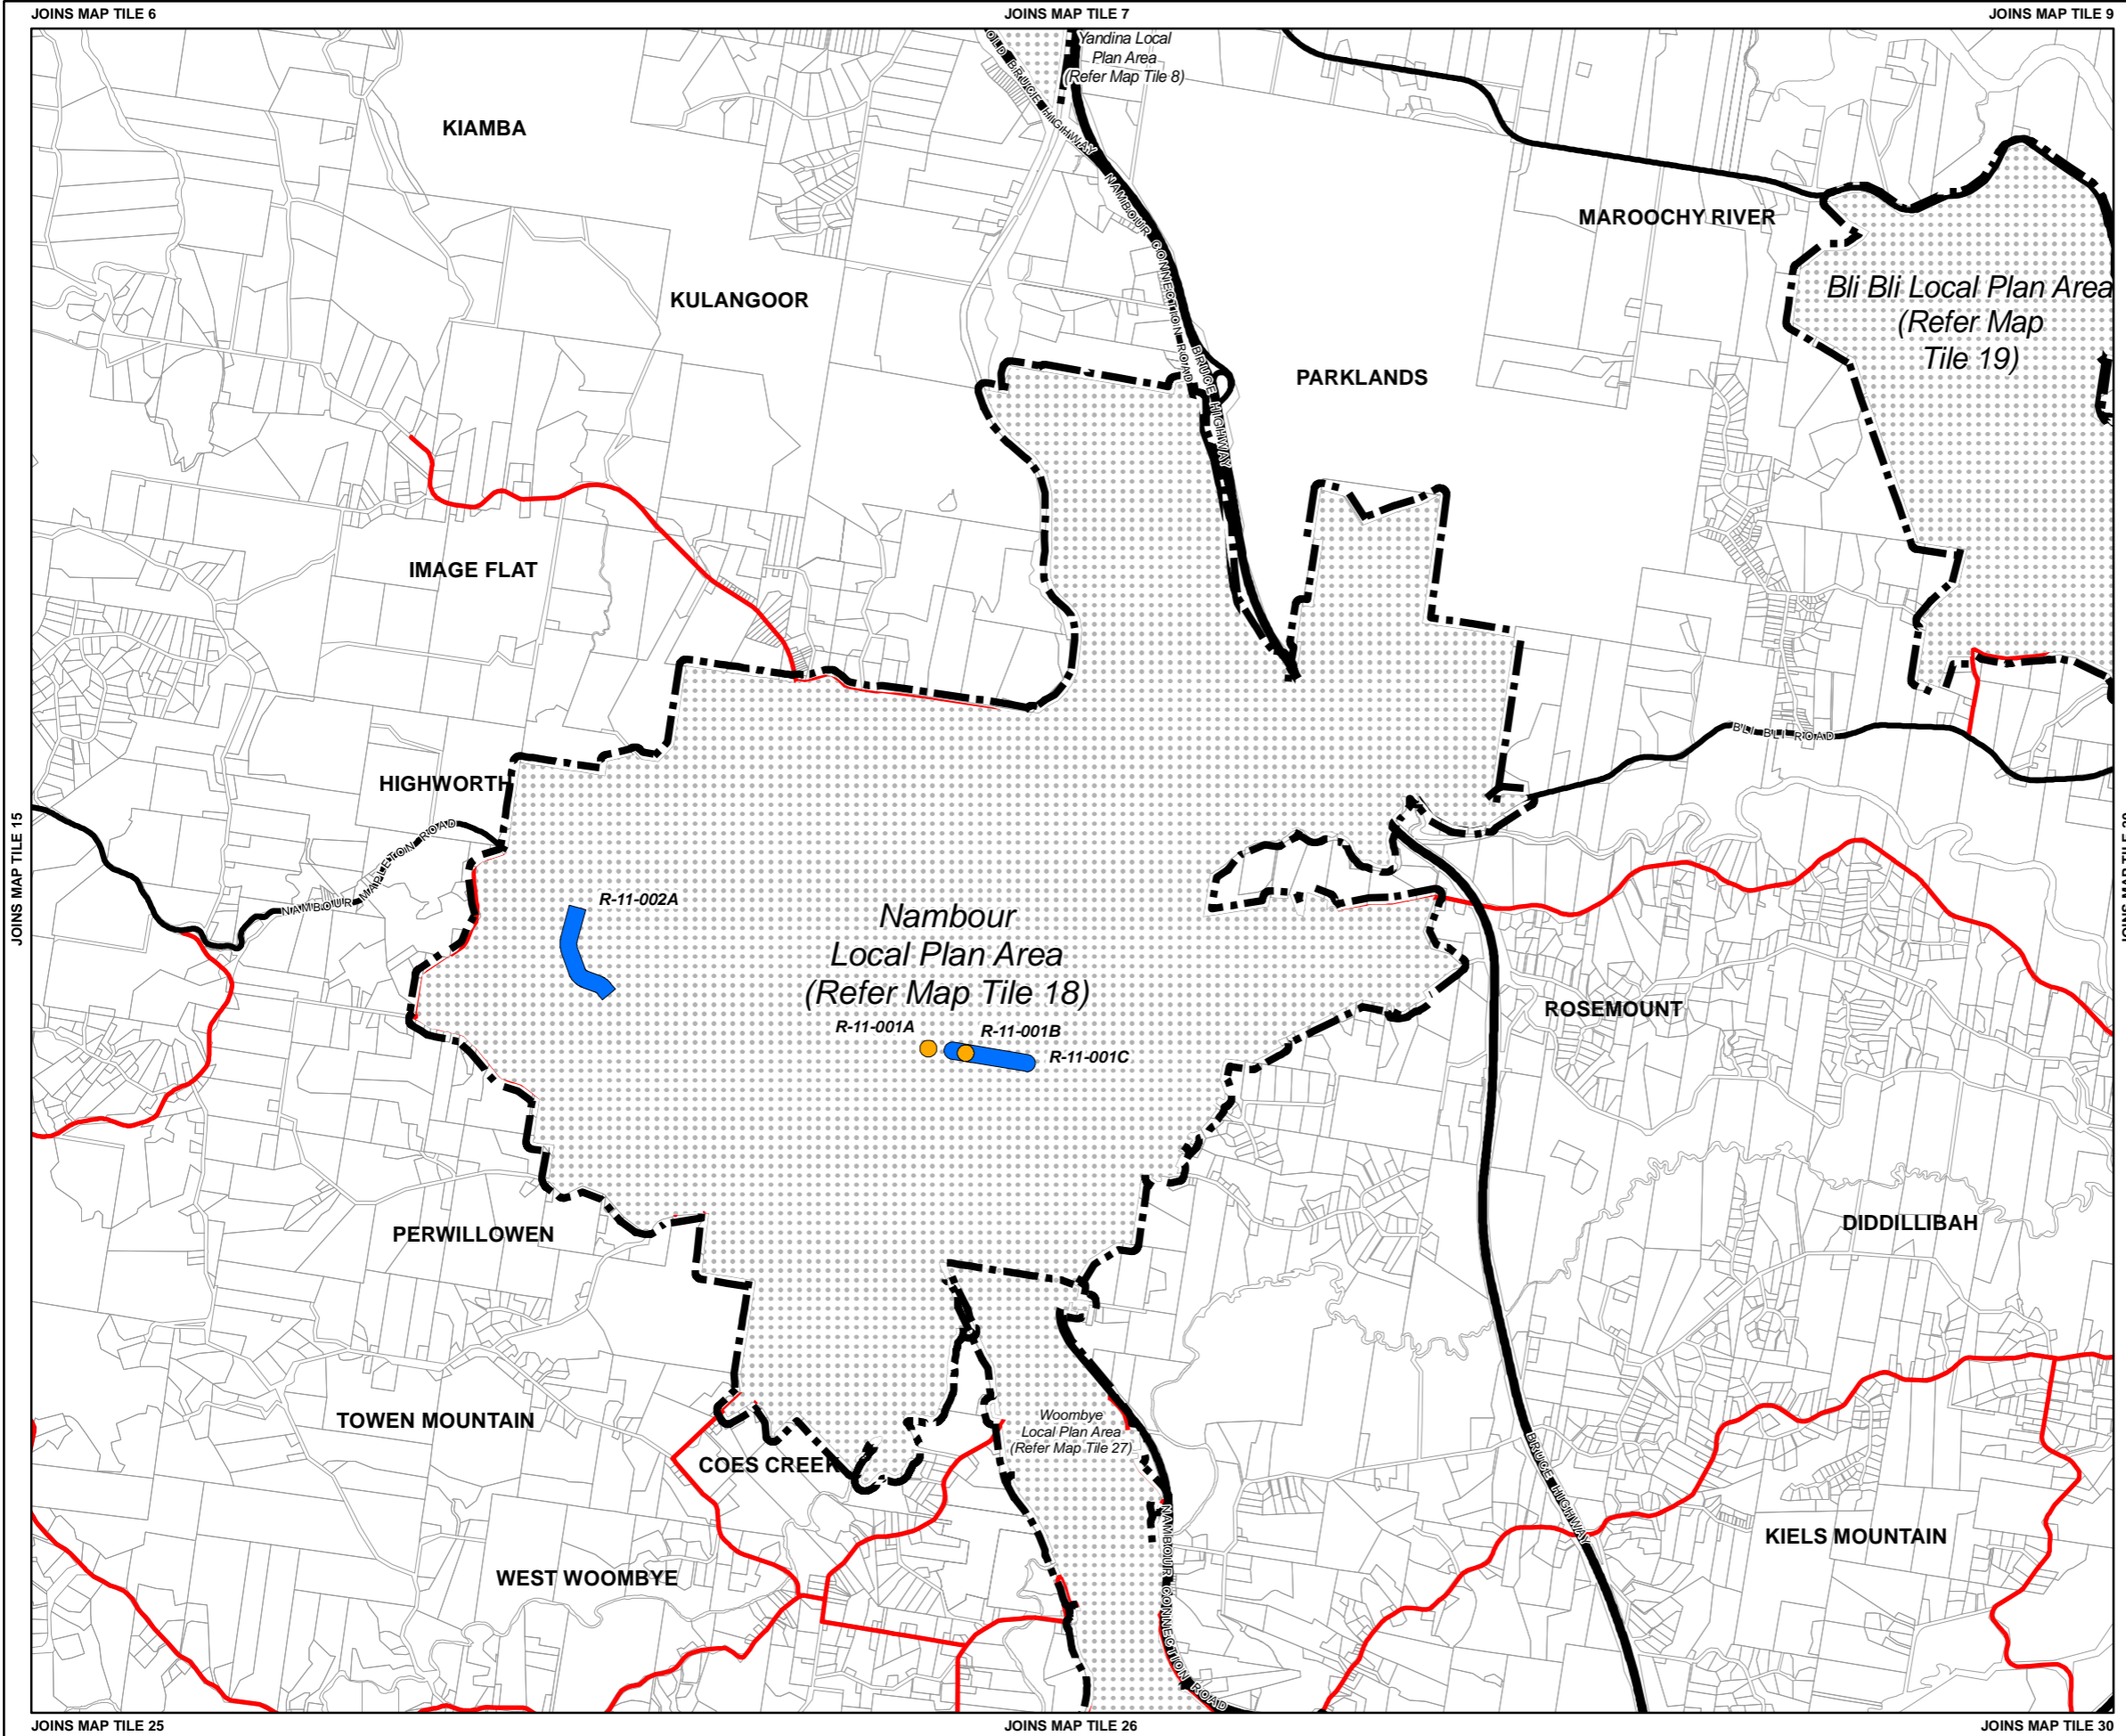 JOINS MAP TILE 6
JOINS MAP TILE 7
JOINS MAP TILE 9
Yandina Local
Plan Area
(Refer Map Tile 8)
OLD BRUCE HIGHWAY
KIAMBA
NAMBOUR CONNECTION ROAD
MAROOCHY RIVER
KULANGOOR
Bli Bli Local Plan Area
(Refer Map
Tile 19)
BRUCE HIGHWAY
PARKLANDS
IMAGE FLAT
BLI BLI ROAD
HIGHWORTH
NAMBOUR MAPLETON ROAD
JOINS MAP TILE 15
R-11-002A
Nambour
Local Plan Area
(Refer Map Tile 18)
R-11-001A
R-11-001B
R-11-001C
ROSEMOUNT
PERWILLOWEN
DIDDILLIBAH
TOWEN MOUNTAIN
Woombye
Local Plan Area
(Refer Map Tile 27)
COES CREEK
BRUCE HIGHWAY
NAMBOUR CONNECTION ROAD
KIELS MOUNTAIN
WEST WOOMBYE
JOINS MAP TILE 25
JOINS MAP TILE 26
JOINS MAP TILE 30